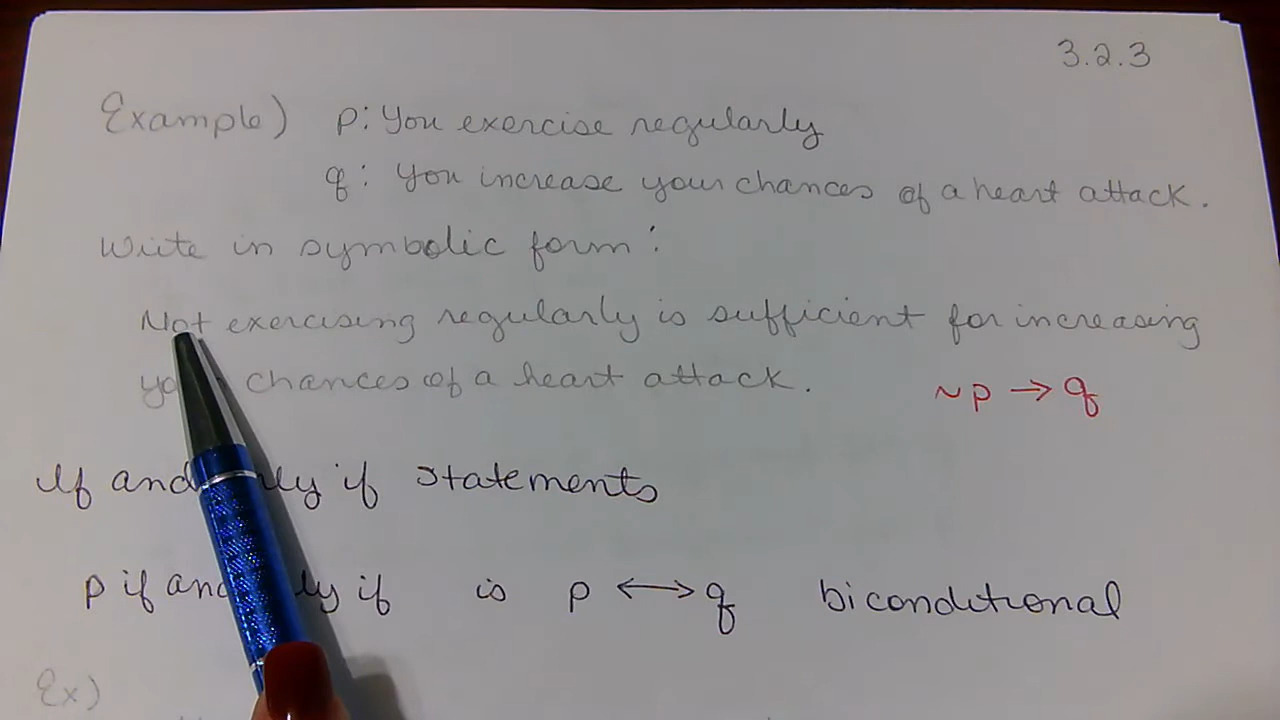 3.2.3
Example) p: You exercise regularly
q: You increase your chances of a heart attack.
Write in symbolic form:
Not exercising regularly is sufficient for increasing
chances of a heart attack.
~p → q
If and if statements
p if if is p ↔ q biconditional
Ex)